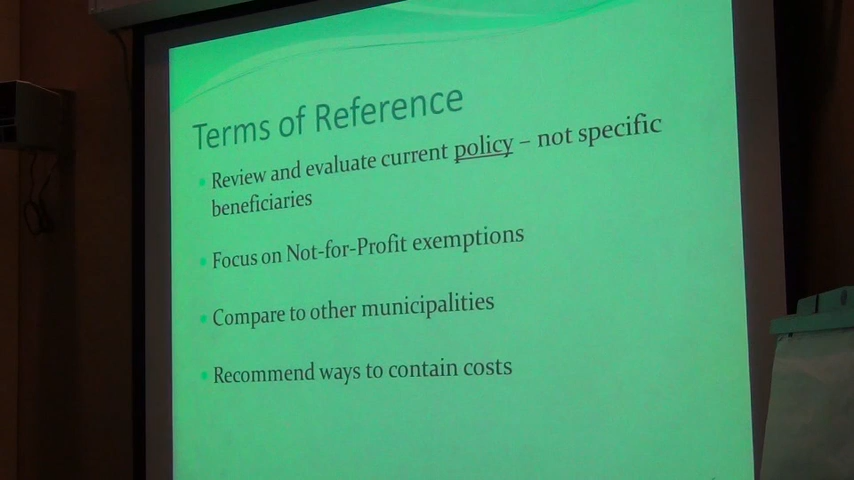 Terms of Reference
• Review and evaluate current policy – not specific
beneficiaries
• Focus on Not-for-Profit exemptions
• Compare to other municipalities
• Recommend ways to contain costs